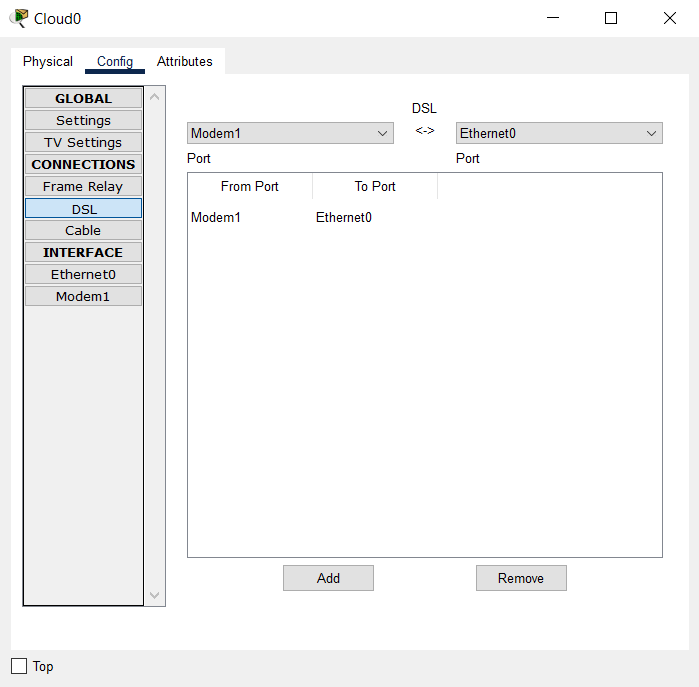 Cloud0
Physical Config Attributes
GLOBAL
Settings
TV Settings
CONNECTIONS
Frame Relay
DSL
Cable
INTERFACE
Ethernet0
Modem1
DSL
Modem1 <-> Ethernet0
Port Port
From Port To Port
Modem1 Ethernet0
Add Remove
Top